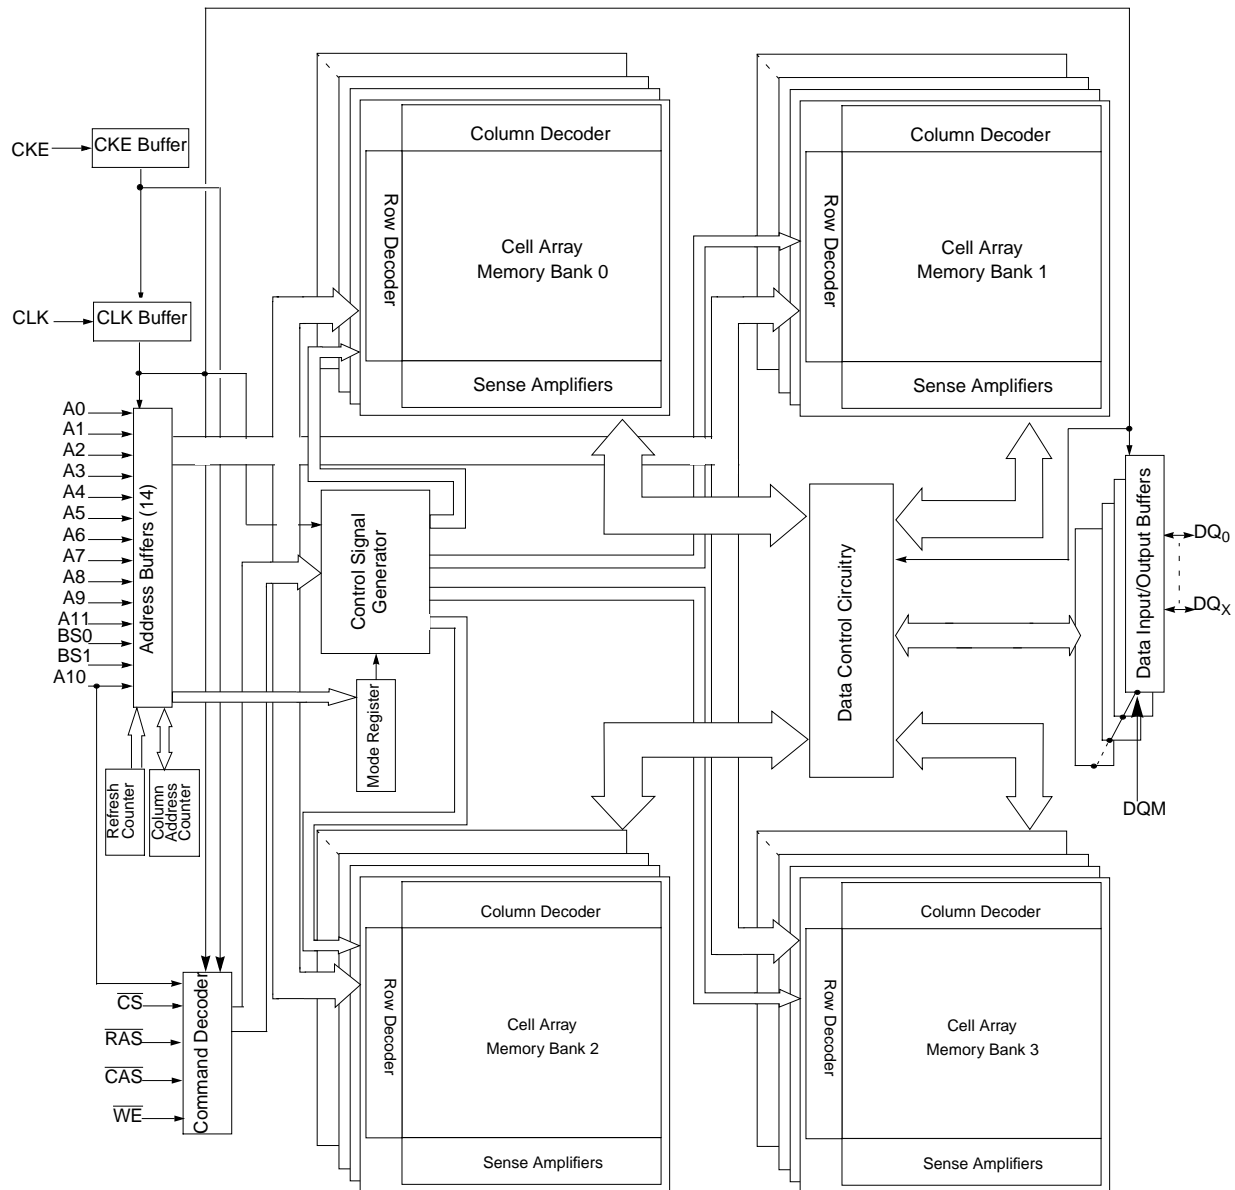 CKE
CKE Buffer
CLK
CLK Buffer
A0
A1
A2
A3
A4
A5
A6
A7
A8
A9
A11
BS0
BS1
A10
Address Buffers (14)
Refresh
Counter
Column
Address
Counter
Mode Register
Control Signal
Generator
CS
RAS
CAS
WE
Command Decoder
Column Decoder
Row Decoder
Cell Array
Memory Bank 0
Sense Amplifiers
Column Decoder
Row Decoder
Cell Array
Memory Bank 1
Sense Amplifiers
Data Control Circuitry
Data Input/Output Buffers
DQ0
DQX
DQM
Column Decoder
Row Decoder
Cell Array
Memory Bank 2
Sense Amplifiers
Column Decoder
Row Decoder
Cell Array
Memory Bank 3
Sense Amplifiers